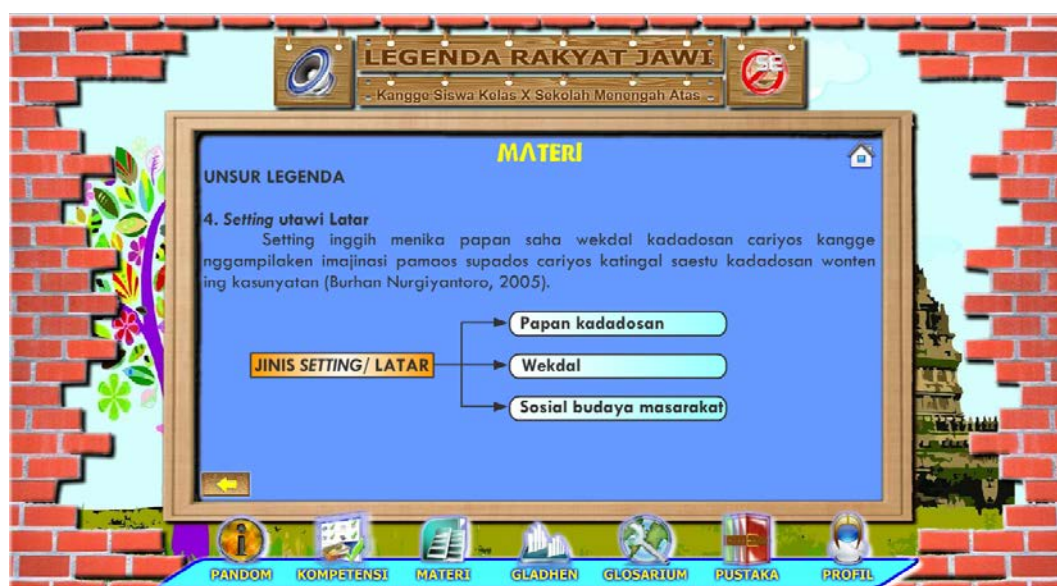 LEGENDA RAKYAT JAWI
Kangge Siswa Kelas X Sekolah Menengah Atas
SE
MATERI
UNSUR LEGENDA
4. Setting utawi Latar
Setting inggih menika papan saha wekdal kadadosan cariyos kangge
nggampilaken imajinasi pamaos supados cariyos katingal saestu kadadosan wonten
ing kasunyatan (Burhan Nurgiyantoro, 2005).
Papan kadadosan
JINIS SETTING/ LATAR
Wekdal
Sosial budaya masarakat
PANDOM
KOMPETENSI
MATERI
GLADHEN
GLOSARIUM
PUSTAKA
PROFIL